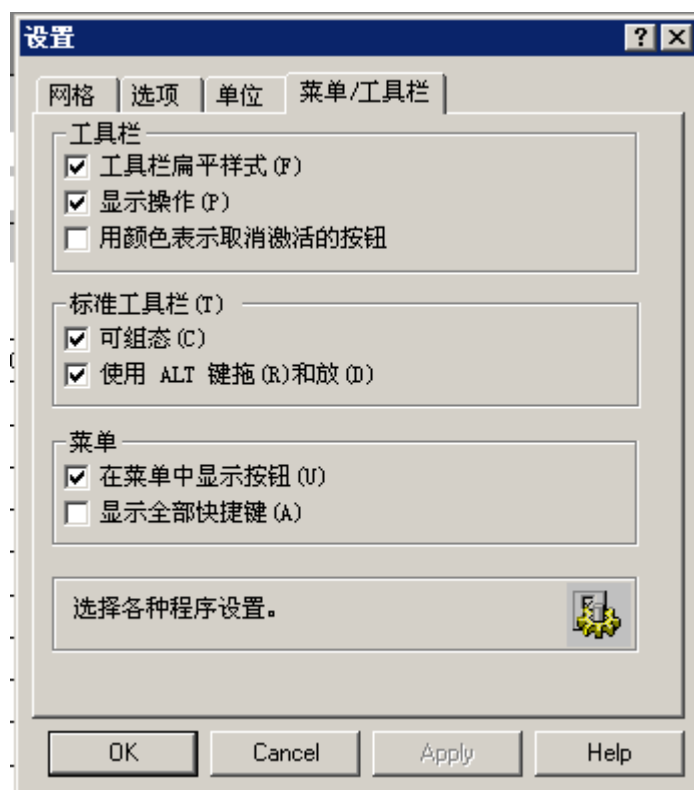 设置
网格 选项 单位 菜单/工具栏
工具栏
工具栏扁平样式(F)
显示操作(P)
用颜色表示取消激活的按钮
标准工具栏(T)
可组态(C)
使用 ALT 键拖(R)和放(D)
菜单
在菜单中显示按钮(U)
显示全部快捷键(A)
选择各种程序设置。
OK Cancel Apply Help